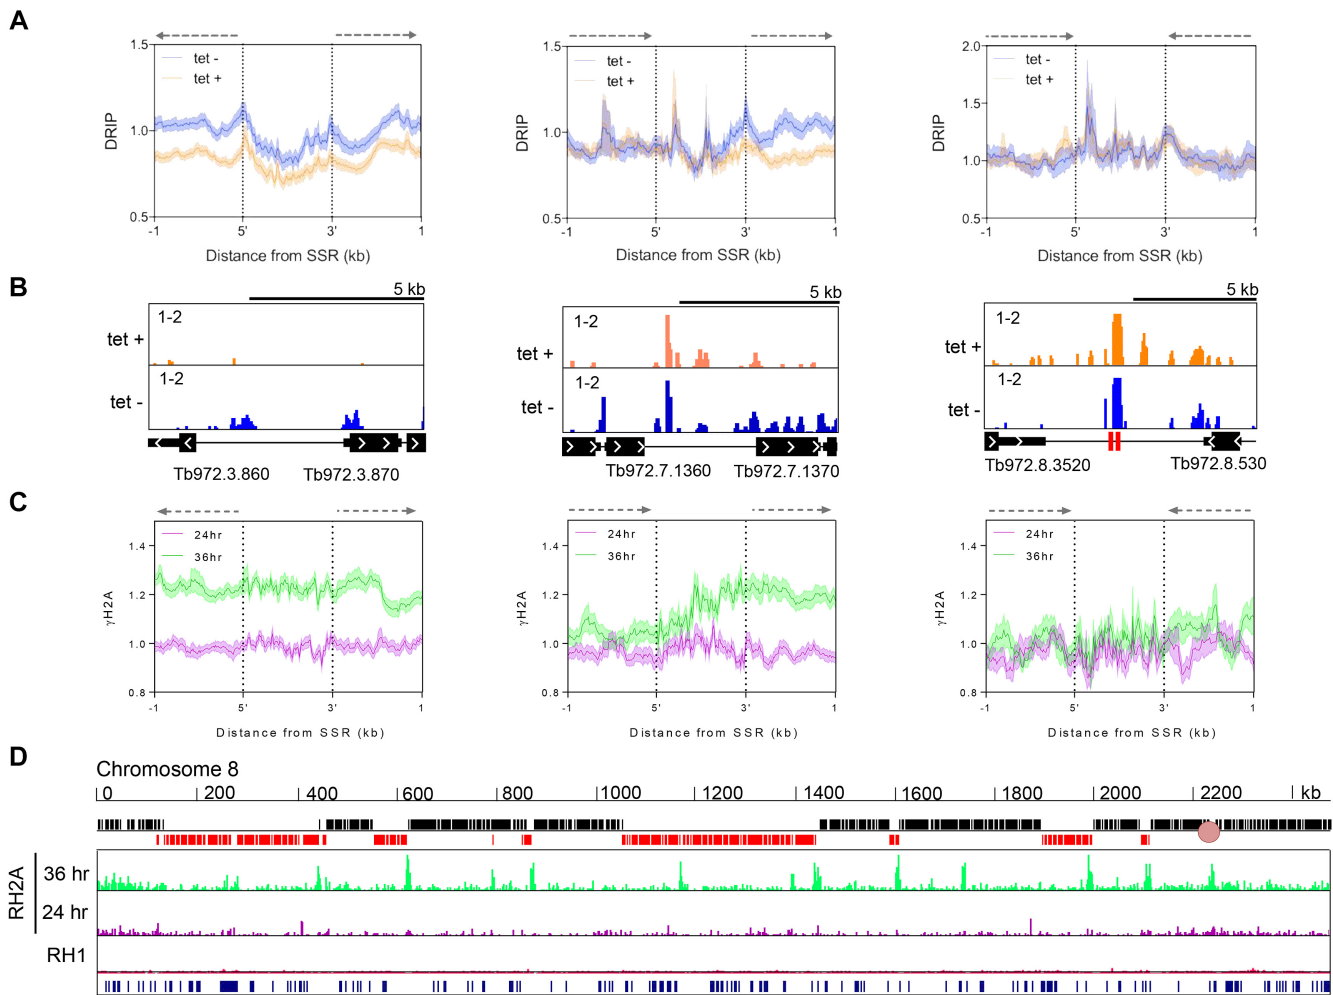 A
1.5
1.0
0.5
DRIP
tet -
tet +
-1 5' 3' 1
Distance from SSR (kb)
1.5
1.0
0.5
DRIP
tet -
tet +
-1 5' 3' 1
Distance from SSR (kb)
2.0
1.5
1.0
0.5
DRIP
tet -
tet +
-1 5' 3' 1
Distance from SSR (kb)
B
5 kb
tet +
1-2
tet -
1-2
Tb972.3.860
Tb972.3.870
5 kb
tet +
1-2
tet -
1-2
Tb972.7.1360
Tb972.7.1370
5 kb
tet +
1-2
tet -
1-2
Tb972.8.3520
Tb972.8.530
C
1.4
1.2
1.0
0.8
γH2A
24hr
36hr
-1 5' 3' 1
Distance from SSR (kb)
1.4
1.2
1.0
0.8
γH2A
24hr
36hr
-1 5' 3' 1
Distance from SSR (kb)
1.4
1.2
1.0
0.8
γH2A
24hr
36hr
-1 5' 3' 1
Distance from SSR (kb)
D
Chromosome 8
0 200 400 600 800 1000 1200 1400 1600 1800 2000 2200 kb
RH2A
36 hr
24 hr
RH1